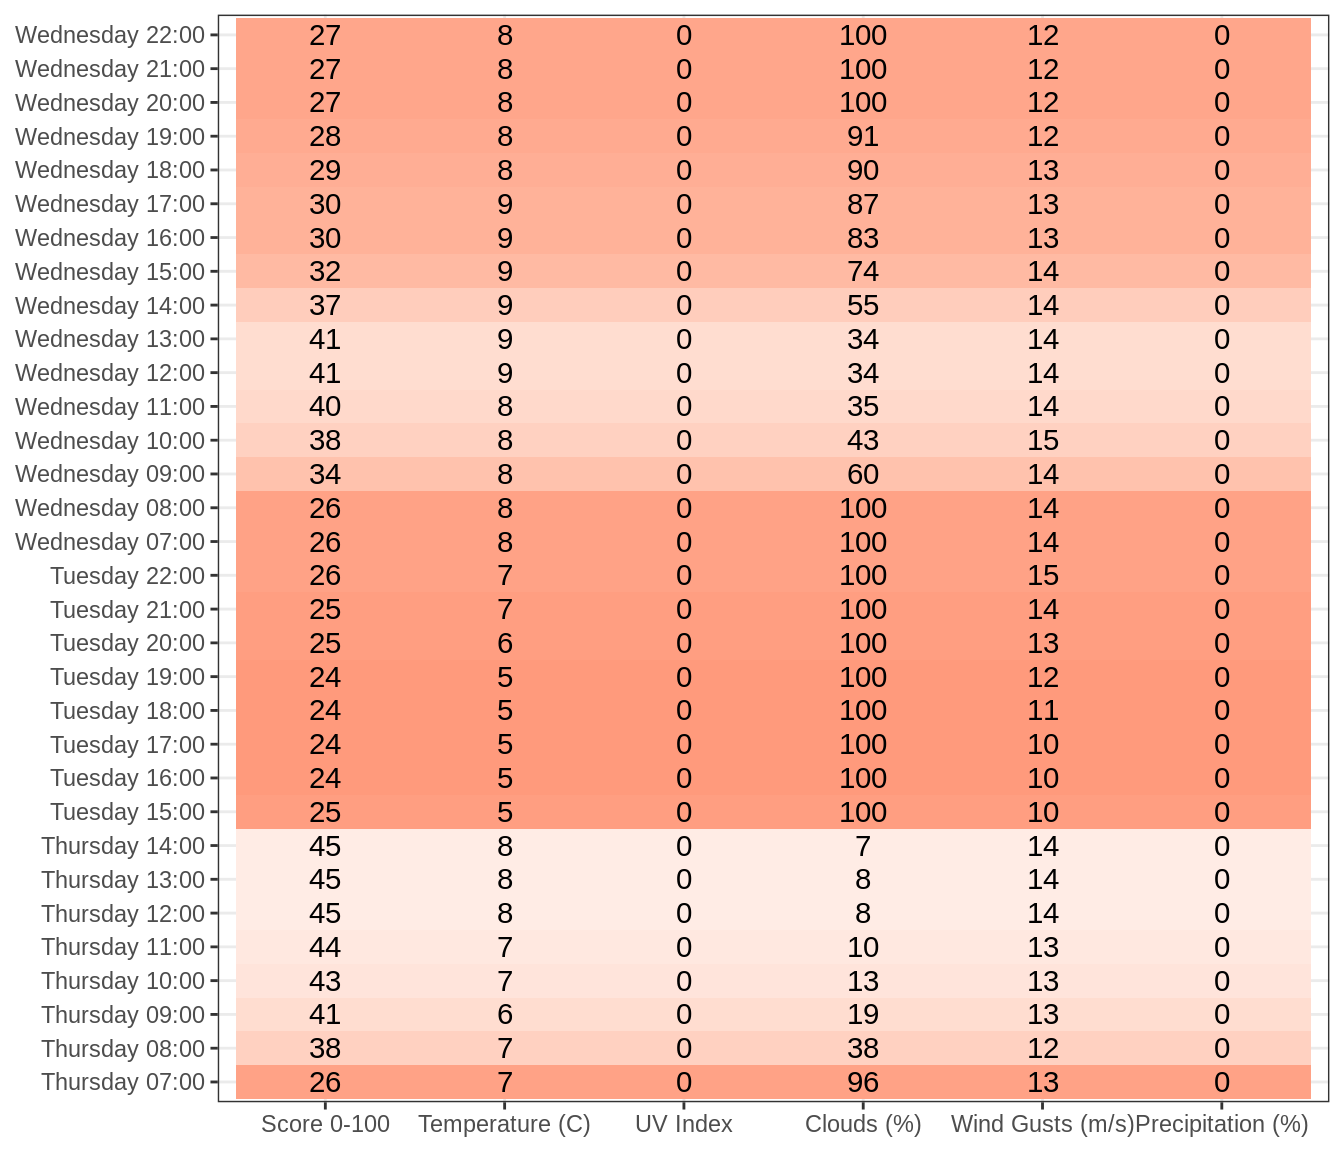 Wednesday 22:00 27 8 0 100 12 0
Wednesday 21:00 27 8 0 100 12 0
Wednesday 20:00 27 8 0 100 12 0
Wednesday 19:00 28 8 0 91 12 0
Wednesday 18:00 29 8 0 90 13 0
Wednesday 17:00 30 9 0 87 13 0
Wednesday 16:00 30 9 0 83 13 0
Wednesday 15:00 32 9 0 74 14 0
Wednesday 14:00 37 9 0 55 14 0
Wednesday 13:00 41 9 0 34 14 0
Wednesday 12:00 41 9 0 34 14 0
Wednesday 11:00 40 8 0 35 14 0
Wednesday 10:00 38 8 0 43 15 0
Wednesday 09:00 34 8 0 60 14 0
Wednesday 08:00 26 8 0 100 14 0
Wednesday 07:00 26 8 0 100 14 0
Tuesday 22:00 26 7 0 100 15 0
Tuesday 21:00 25 7 0 100 14 0
Tuesday 20:00 25 6 0 100 13 0
Tuesday 19:00 24 5 0 100 12 0
Tuesday 18:00 24 5 0 100 11 0
Tuesday 17:00 24 5 0 100 10 0
Tuesday 16:00 24 5 0 100 10 0
Tuesday 15:00 25 5 0 100 10 0
Thursday 14:00 45 8 0 7 14 0
Thursday 13:00 45 8 0 8 14 0
Thursday 12:00 45 8 0 8 14 0
Thursday 11:00 44 7 0 10 13 0
Thursday 10:00 43 7 0 13 13 0
Thursday 09:00 41 6 0 19 13 0
Thursday 08:00 38 7 0 38 12 0
Thursday 07:00 26 7 0 96 13 0
Score 0-100 Temperature (C) UV Index Clouds (%) Wind Gusts (m/s) Precipitation (%)